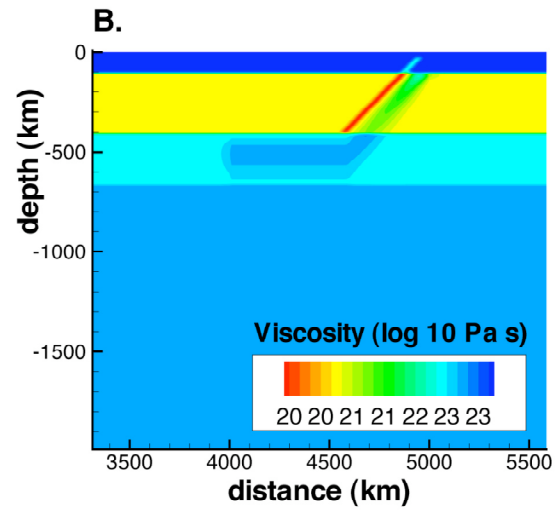 B.
0
-500
-1000
-1500
depth (km)
Viscosity (log 10 Pa s)
20 20 21 21 22 23 23
3500 4000 4500 5000 5500
distance (km)